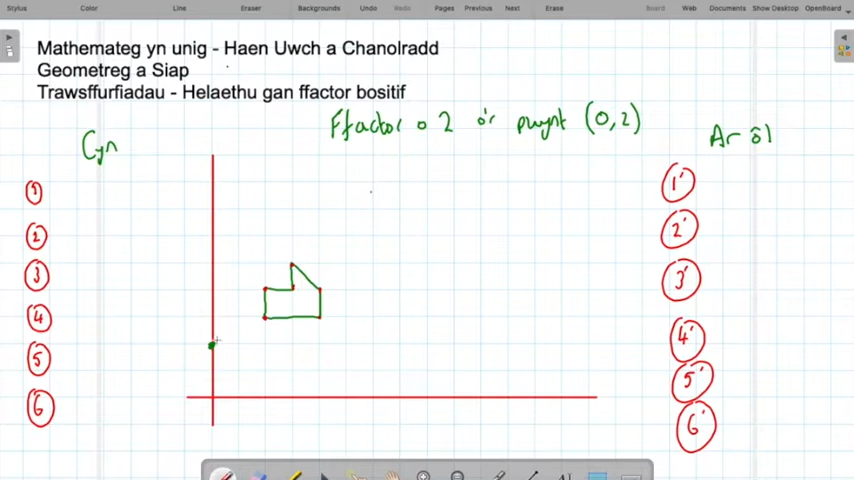 Stylus Color Line Eraser Backgrounds Undo Redo Pages Previous Next Erase Board Web Documents Show Desktop OpenBoard
Mathemateg yn unig - Haen Uwch a Chanolradd
Geometreg a Siap
Trawsffurfiadau - Helaethu gan ffactor bositif
Ffactor o 2 o'r pwynt (0,2)
Cyn
Ar ôl
1
2
3
4
5
6
1'
2'
3'
4'
5'
6'